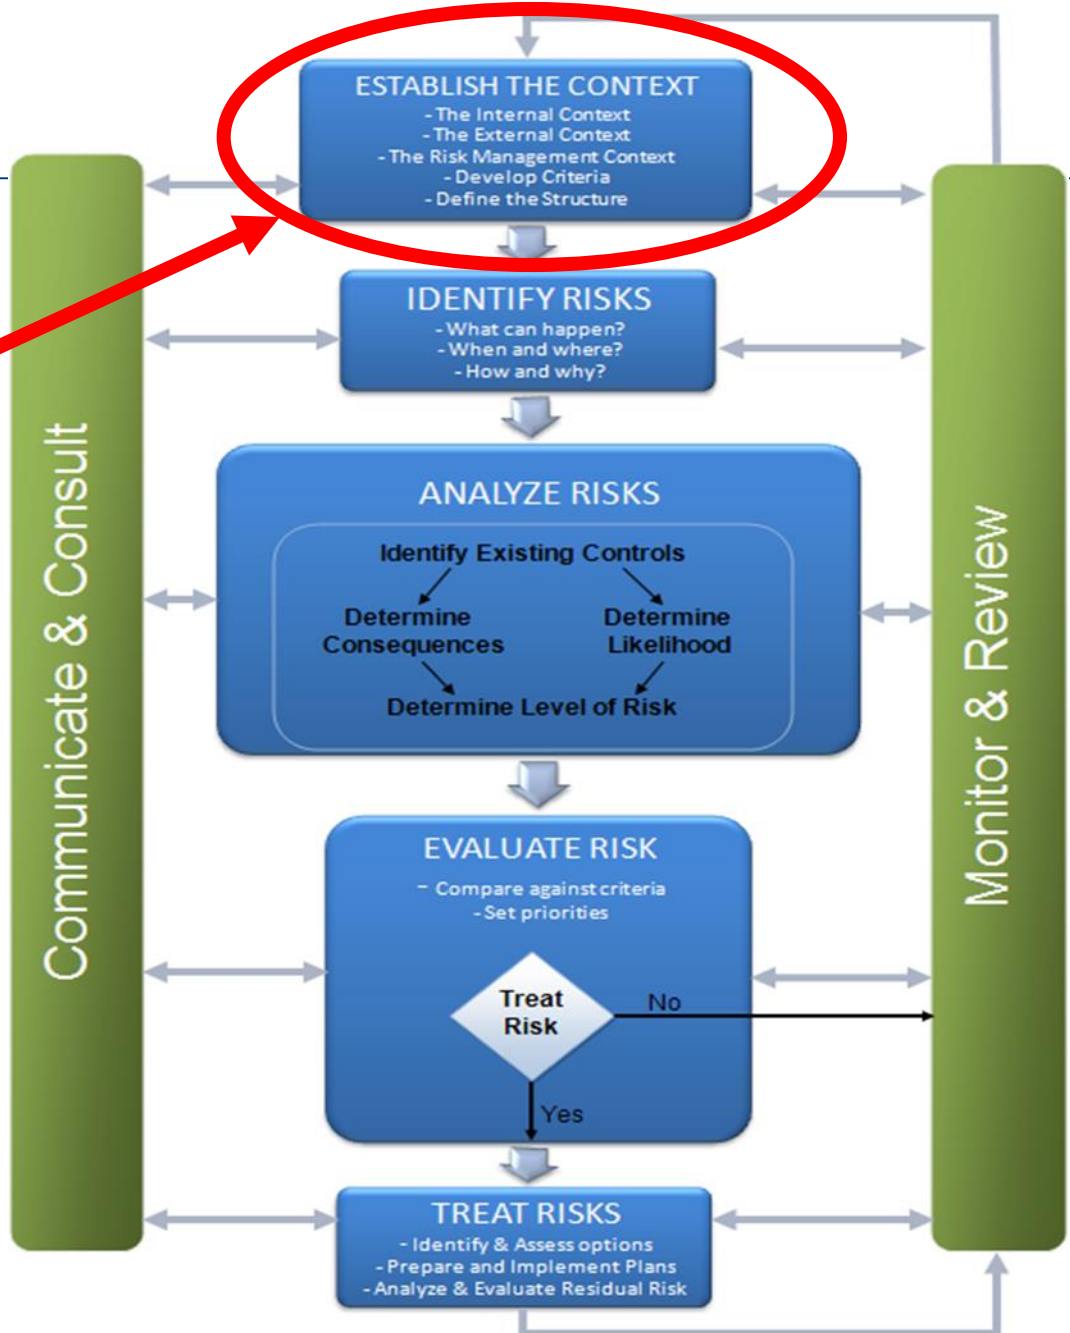 ESTABLISH THE CONTEXT
- The Internal Context
- The External Context
- The Risk Management Context
- Develop Criteria
- Define the Structure
IDENTIFY RISKS
- What can happen?
- When and where?
- How and why?
ANALYZE RISKS
Identify Existing Controls
Determine
Consequences
Determine
Likelihood
Determine Level of Risk
EVALUATE RISK
- Compare against criteria
- Set priorities
Treat
Risk
No
Yes
TREAT RISKS
- Identify & Assess options
- Prepare and Implement Plans
- Analyze & Evaluate Residual Risk
Communicate & Consult
Monitor & Review